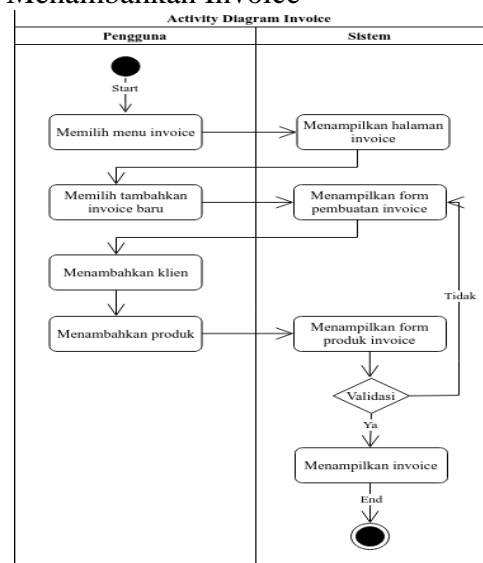 Menambahkan Invoice
Activity Diagram Invoice
Pengguna
Sistem
Start
Memilih menu invoice
Menampilkan halaman
invoice
Memilih tambahkan
invoice baru
Menampilkan form
pembuatan invoice
Menambahkan klien
Tidak
Menambahkan produk
Menampilkan form
produk invoice
Validasi
Ya
Menampilkan invoice
End